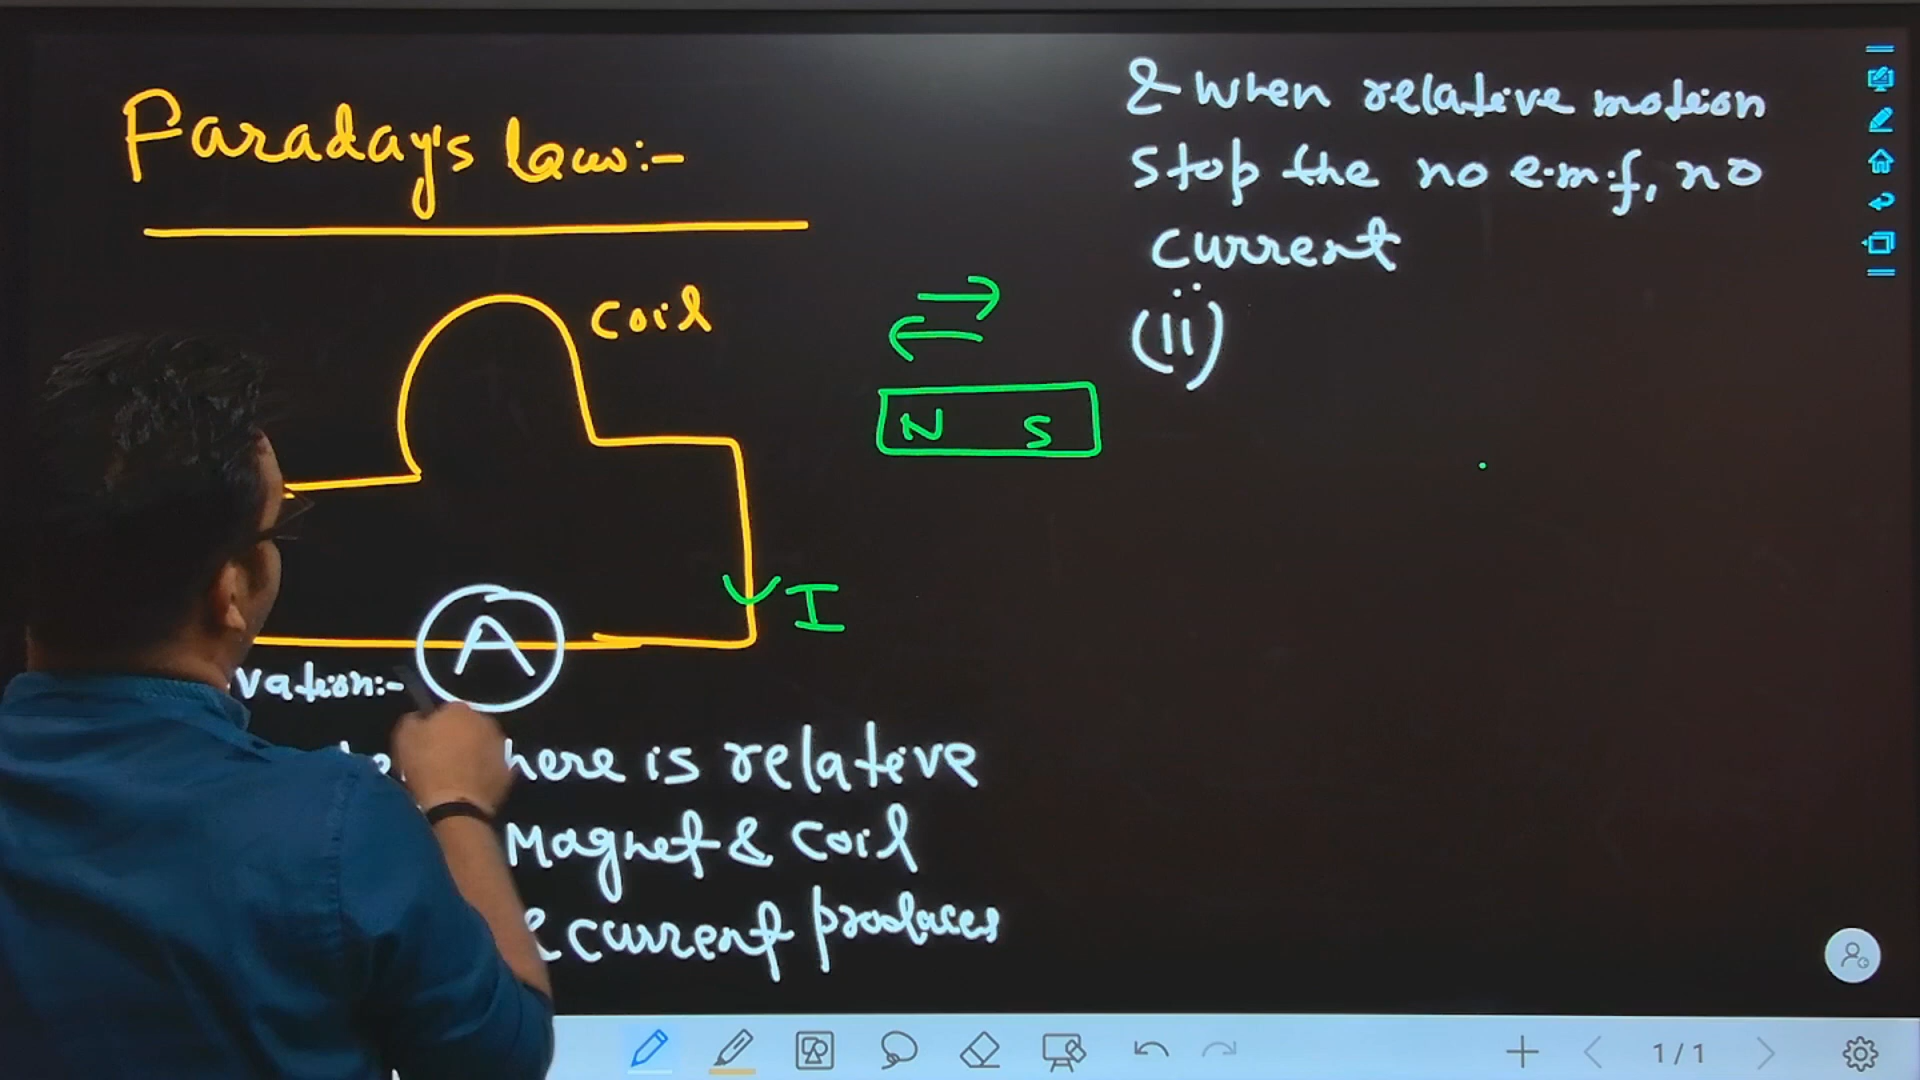 Faraday's law:-
Coil
N S
I
A
vation:-
here is relative
Magnet & Coil
& current produces
& when relative motion
stop the no e.m.f, no
current
(ii)
1/1